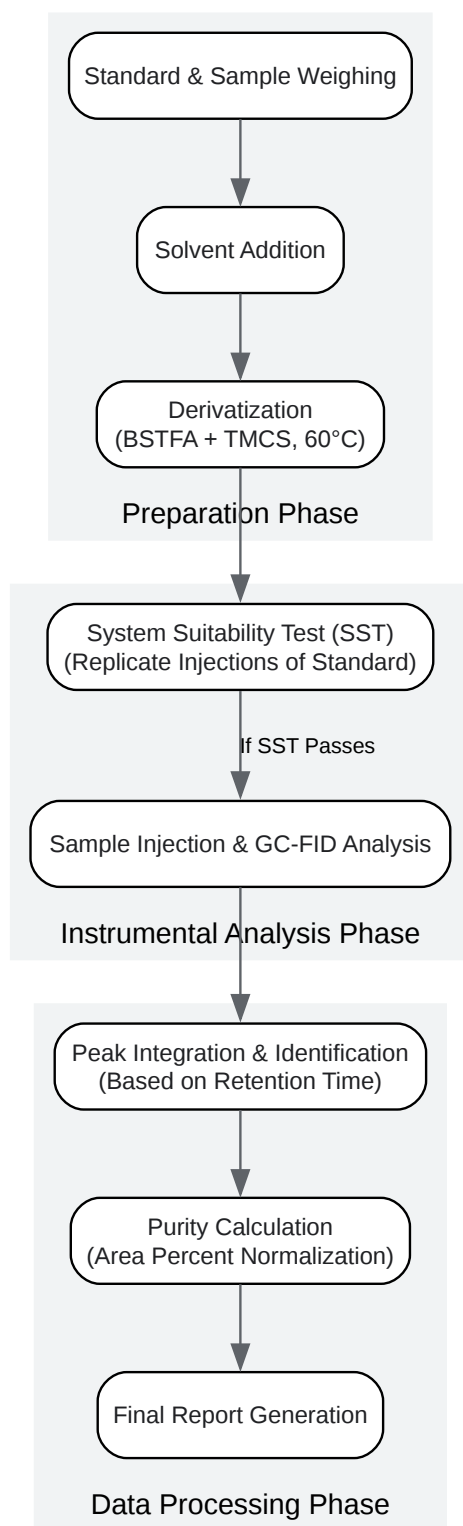 Standard & Sample Weighing
Solvent Addition
Derivatization
(BSTFA + TMCS, 60°C)
Preparation Phase
System Suitability Test (SST)
(Replicate Injections of Standard)
If SST Passes
Sample Injection & GC-FID Analysis
Instrumental Analysis Phase
Peak Integration & Identification
(Based on Retention Time)
Purity Calculation
(Area Percent Normalization)
Final Report Generation
Data Processing Phase